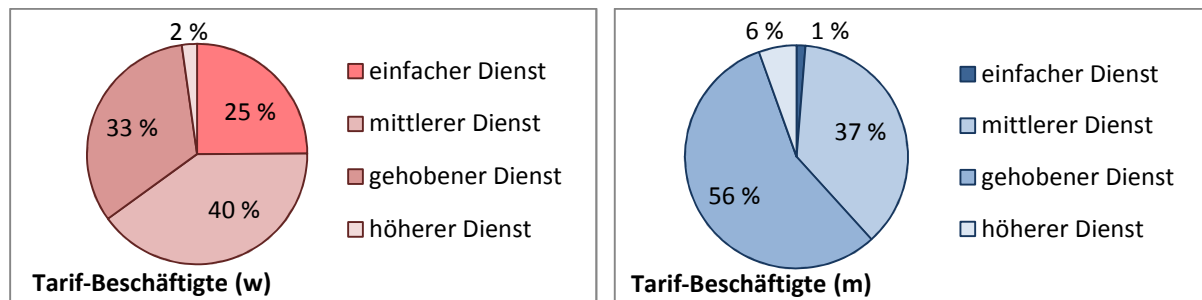 2 %
25 %
33 %
40 %
einfacher Dienst
mittlerer Dienst
gehobener Dienst
höherer Dienst
Tarif-Beschäftigte (w)
6 %
1 %
37 %
56 %
einfacher Dienst
mittlerer Dienst
gehobener Dienst
höherer Dienst
Tarif-Beschäftigte (m)